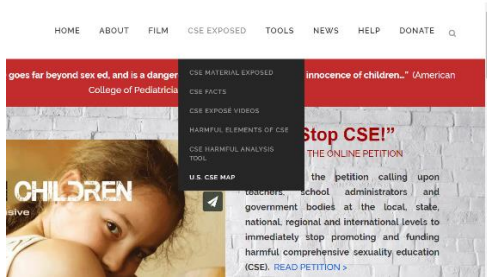 HOME ABOUT FILM CSE EXPOSED TOOLS NEWS HELP DONATE
goes far beyond sex ed, and is a danger innocence of children..." (American
College of Pediatricia
CSE MATERIAL EXPOSED
CSE FACTS
CSE EXPOSÉ VIDEOS
HARMFUL ELEMENTS OF CSE
CSE HARMFUL ANALYSIS
TOOL
U.S. CSE MAP
CHILDREN
sive
Stop CSE!"
THE ONLINE PETITION
the petition calling upon
teachers, school administrators and
government bodies at the local, state,
national, regional and international levels to
immediately stop promoting and funding
harmful comprehensive sexuality education
(CSE). READ PETITION >